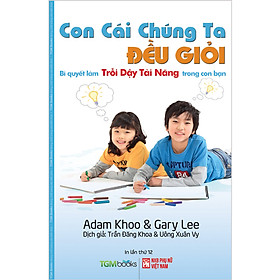 Con Cái Chúng Ta
ĐỀU GIỎI
Bí quyết làm Trỗi Dậy Tài Năng trong con bạn
Adam Khoo & Gary Lee
Dịch giả: Trần Đăng Khoa & Uông Xuân Vy
In lần thứ 12
TGM books
NHÀ XUẤT BẢN PHỤ NỮ VIỆT NAM